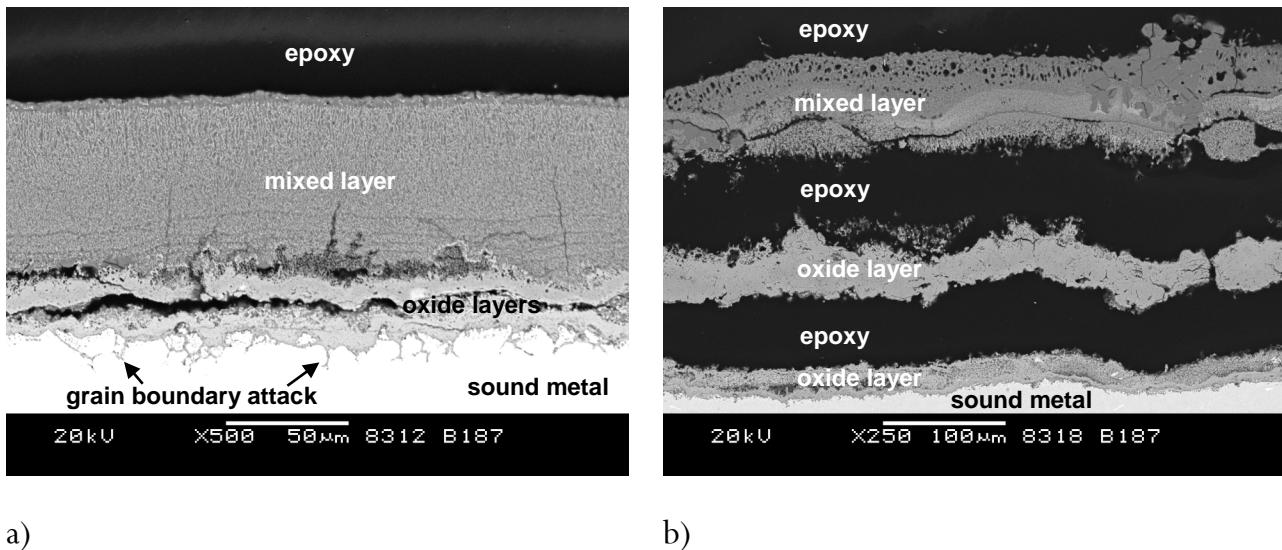 epoxy
mixed layer
oxide layers
grain boundary attack
sound metal
20kV X500 50µm 8312 B187
a)
epoxy
mixed layer
epoxy
oxide layer
epoxy
oxide layer
sound metal
20kV X250 100µm 8318 B187
b)